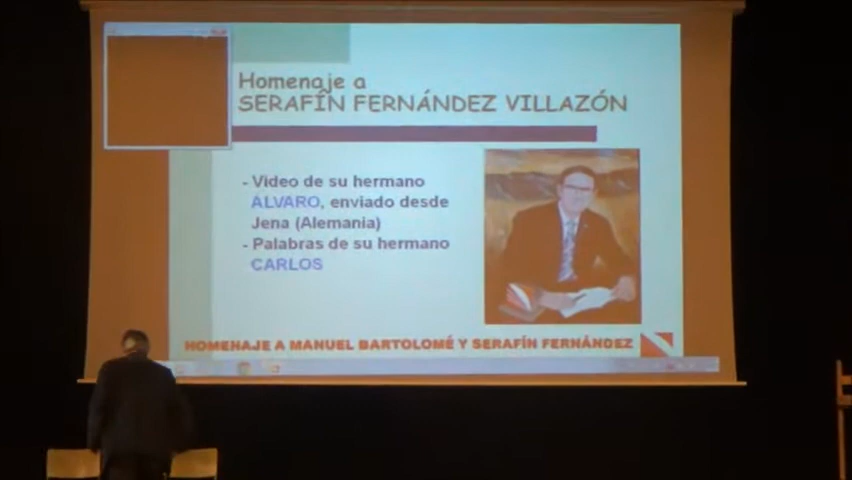 Homenaje a
SERAFÍN FERNÁNDEZ VILLAZÓN
- Video de su hermano
ÁLVARO, enviado desde
Jena (Alemania)
- Palabras de su hermano
CARLOS
HOMENAJE A MANUEL BARTOLOMÉ Y SERAFÍN FERNÁNDEZ